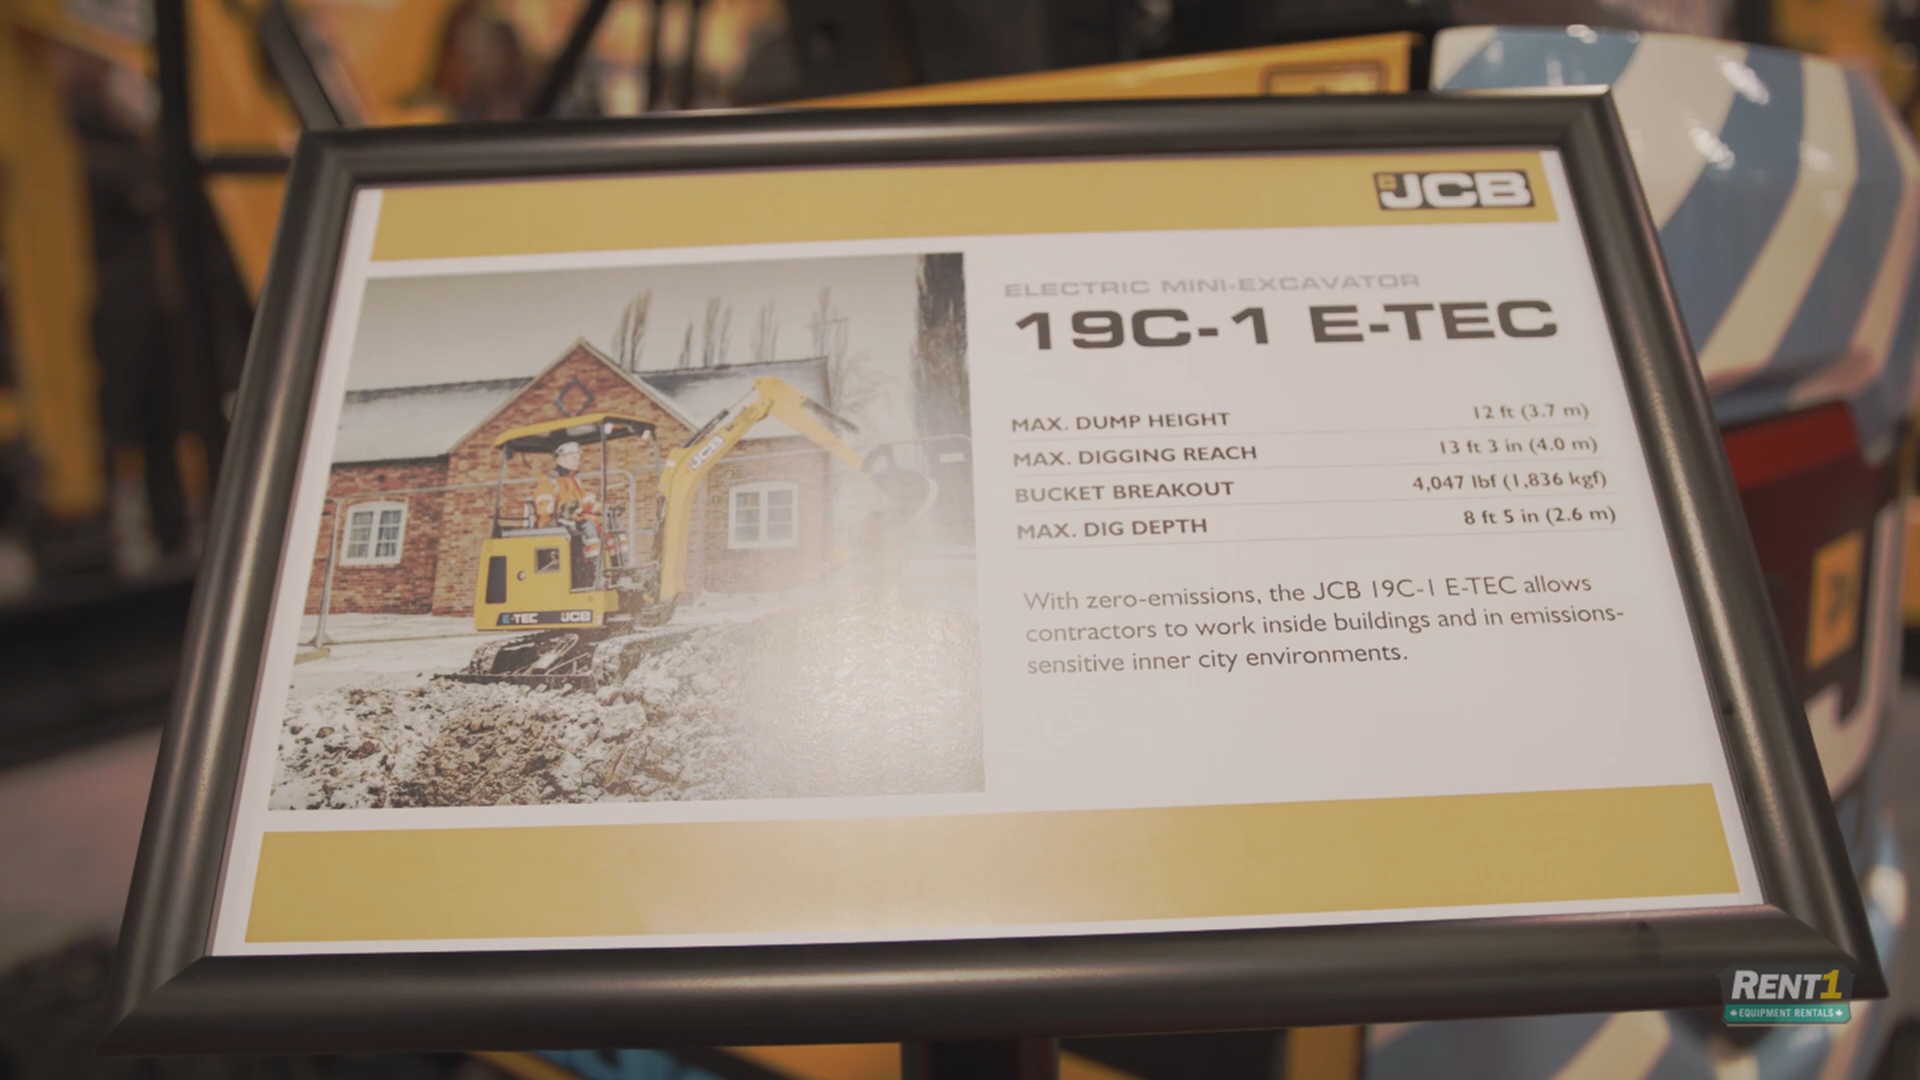 JCB
ELECTRIC MINI-EXCAVATOR
19C-1 E-TEC
MAX. DUMP HEIGHT 12 ft (3.7 m)
MAX. DIGGING REACH 13 ft 3 in (4.0 m)
BUCKET BREAKOUT 4,047 lbf (1,836 kgf)
MAX. DIG DEPTH 8 ft 5 in (2.6 m)
With zero-emissions, the JCB 19C-1 E-TEC allows
contractors to work inside buildings and in emissions-
sensitive inner city environments.
JCB
E-TEC JCB
RENT1
EQUIPMENT RENTALS